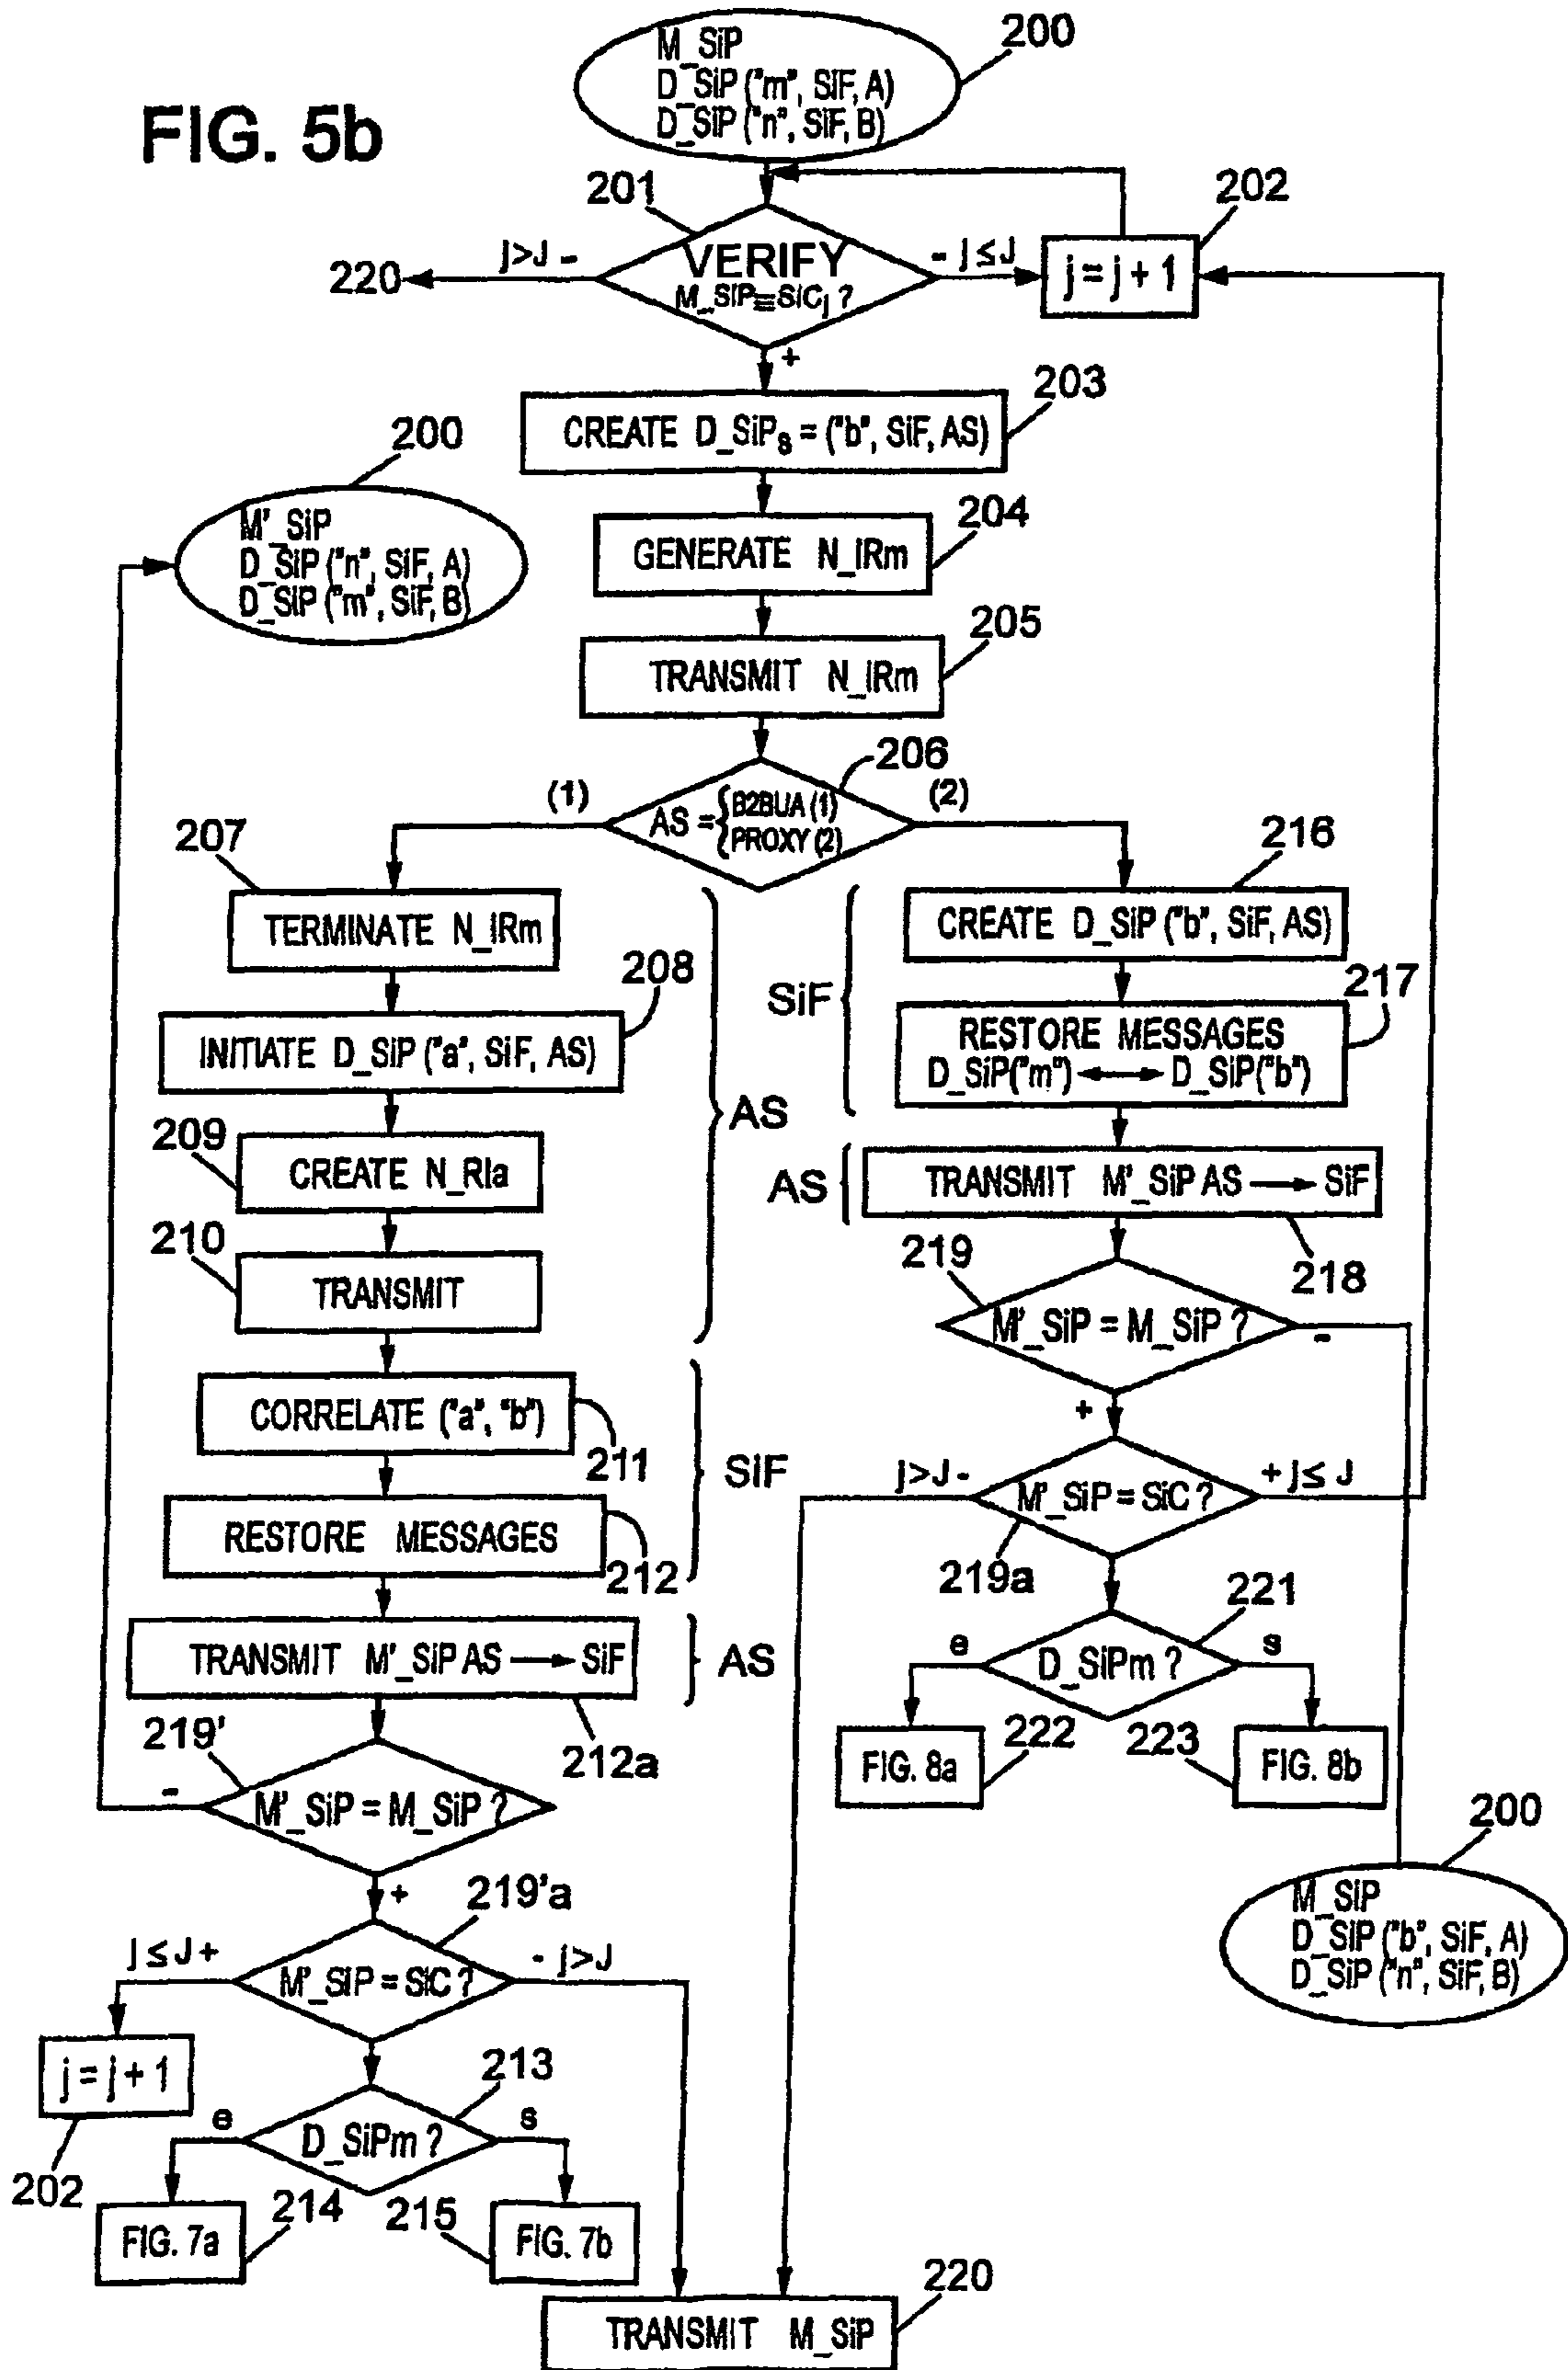 FIG. 5b
200
M_SiP
D_SiP ("m", SiF, A)
D_SiP ("n", SiF, B)
201
202
j>J -
VERIFY
M_SiP≡SiCj ?
- j≤J
220
j = j + 1
+
203
CREATE D_SiPs = ("b", SiF, AS)
200
M'_SiP
D_SiP ("n", SiF, A)
D_SiP ("m", SiF, B)
204
GENERATE N_IRm
205
TRANSMIT N_IRm
206
(1)
AS = { B2BUA (1)
PROXY (2)
(2)
207
TERMINATE N_IRm
208
INITIATE D_SiP ("a", SiF, AS)
209
CREATE N_RIa
210
TRANSMIT
AS
216
CREATE D_SiP ("b", SiF, AS)
217
RESTORE MESSAGES
D_SiP("m") ↔ D_SiP("b")
SiF
AS
TRANSMIT M'_SiP AS → SiF
218
219
M'_SiP = M_SiP ?
-
+
CORRELATE ("a", "b")
211
RESTORE MESSAGES
212
SiF
j>J -
M'_SiP = SiC ?
+ j≤ J
219a
221
e
D_SiPm ?
s
FIG. 8a
222
223
FIG. 8b
TRANSMIT M'_SiP AS → SiF
AS
212a
219'
-
M'_SiP = M_SiP ?
+
219'a
200
M_SiP
D_SiP ("b", SiF, A)
D_SiP ("n", SiF, B)
j ≤ J +
M'_SiP = SiC ?
- j>J
j = j + 1
202
213
e
D_SiPm ?
s
FIG. 7a
214
215
FIG. 7b
220
TRANSMIT M_SiP